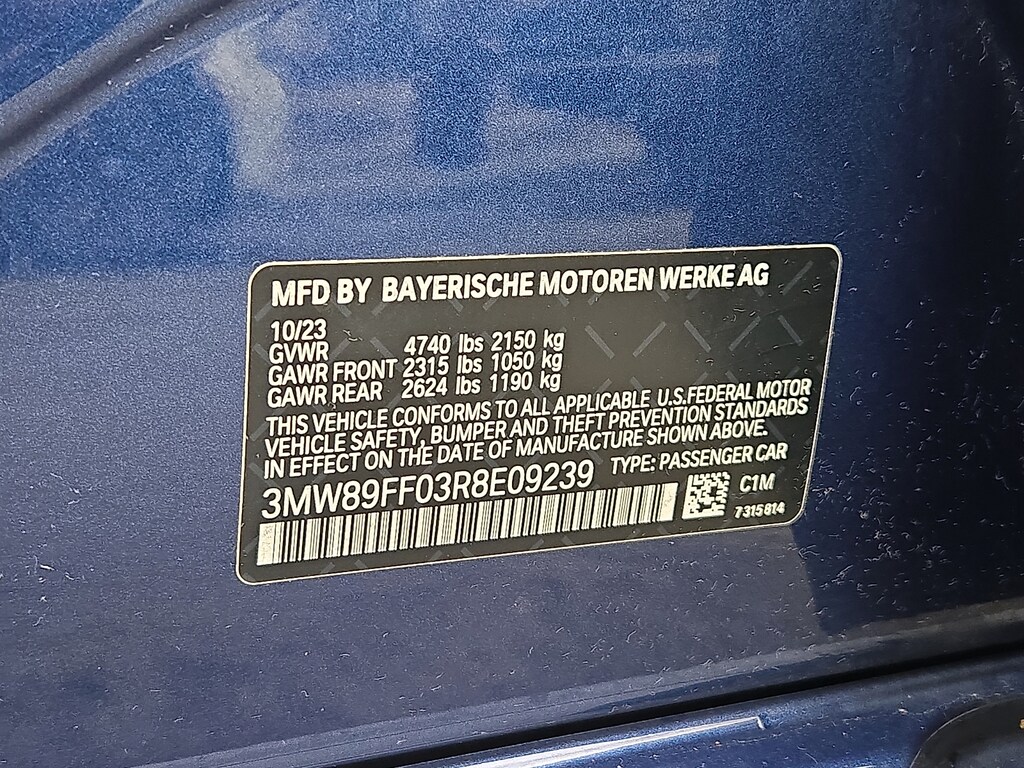 MFD BY BAYERISCHE MOTOREN WERKE AG
10/23
GVWR 4740 lbs 2150 kg
GAWR FRONT 2315 lbs 1050 kg
GAWR REAR 2624 lbs 1190 kg
THIS VEHICLE CONFORMS TO ALL APPLICABLE U.S.FEDERAL MOTOR
VEHICLE SAFETY, BUMPER AND THEFT PREVENTION STANDARDS
IN EFFECT ON THE DATE OF MANUFACTURE SHOWN ABOVE.
3MW89FF03R8E09239 TYPE: PASSENGER CAR
C1M
7315814